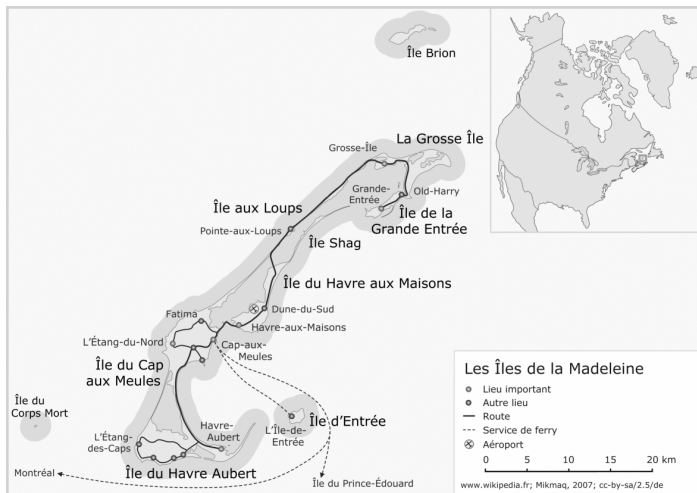 Île Brion
La Grosse Île
Grosse-Île
Grande-
Entrée
Old-Harry
Île aux Loups
Île de la
Grande Entrée
Pointe-aux-Loups
Île Shag
Île du Havre aux Maisons
Dune-du-Sud
Fatima
Havre-aux-Maisons
L'Étang-du-Nord
Cap-aux-
Meules
Île du Cap
aux Meules
Île du
Corps Mort
Havre-
Aubert
Île d'Entrée
L'Île-de-
Entrée
L'Étang-
des-Caps
Île du Havre Aubert
Montréal
Île du Prince-Édouard
Les Îles de la Madeleine
Lieu important
Autre lieu
Route
Service de ferry
Aéroport
0 5 10 15 20 km
www.wikipedia.fr; Mikmaq, 2007; cc-by-sa/2.5/de